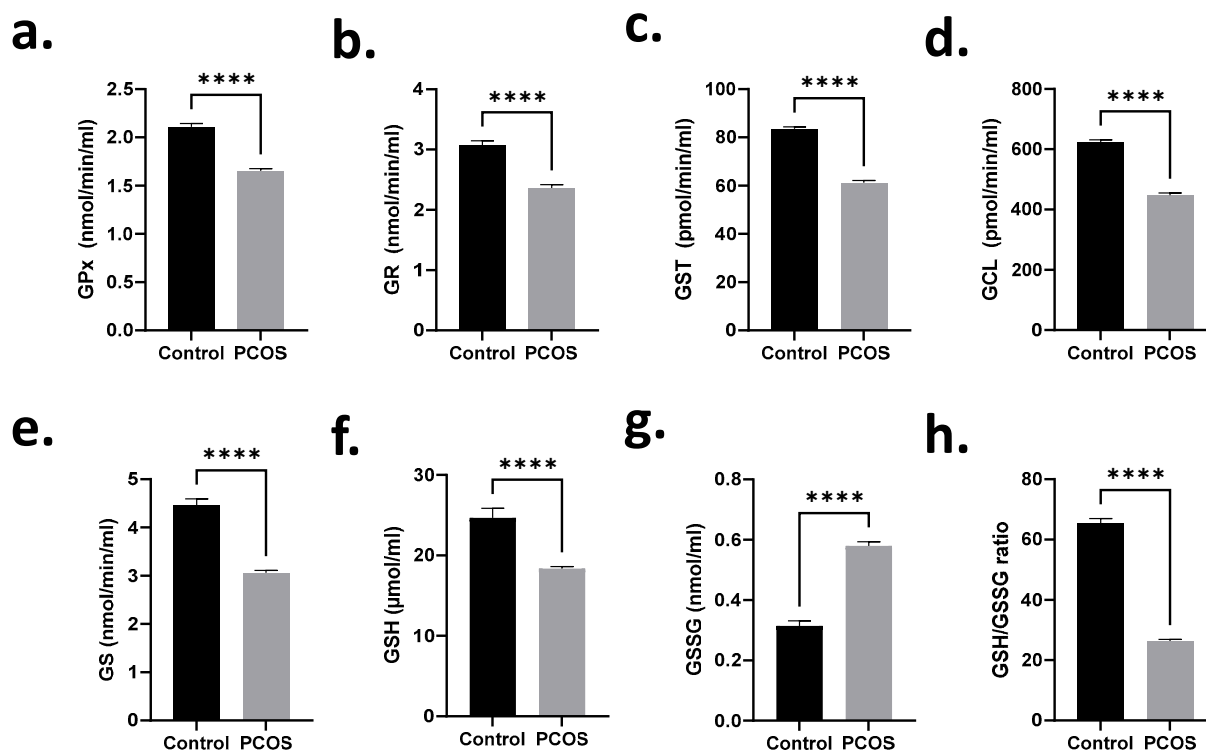 a.
****
GPx (nmol/min/ml)
2.5
2.0
1.5
1.0
0.5
0.0
Control PCOS
b.
****
GR (nmol/min/ml)
4
3
2
1
0
Control PCOS
c.
****
GST (pmol/min/ml)
100
80
60
40
20
0
Control PCOS
d.
****
GCL (pmol/min/ml)
800
600
400
200
0
Control PCOS
e.
****
GS (nmol/min/ml)
5
4
3
2
1
0
Control PCOS
f.
****
GSH (µmol/ml)
30
20
10
0
Control PCOS
g.
****
GSSG (nmol/ml)
0.8
0.6
0.4
0.2
0.0
Control PCOS
h.
****
GSH/GSSG ratio
80
60
40
20
0
Control PCOS